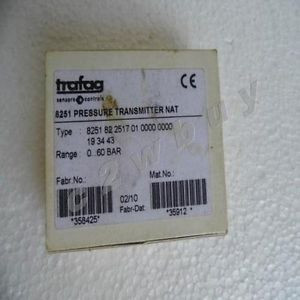 trafag
sensors controls
CE
8251 PRESSURE TRANSMITTER NAT
Type : 8251 82 2517 01 0000 0000
19 34 43
Range : 0...60 BAR
Fabr.No.: Mat.No.:
02/10
*358425* Fabr-Dat: *35912*